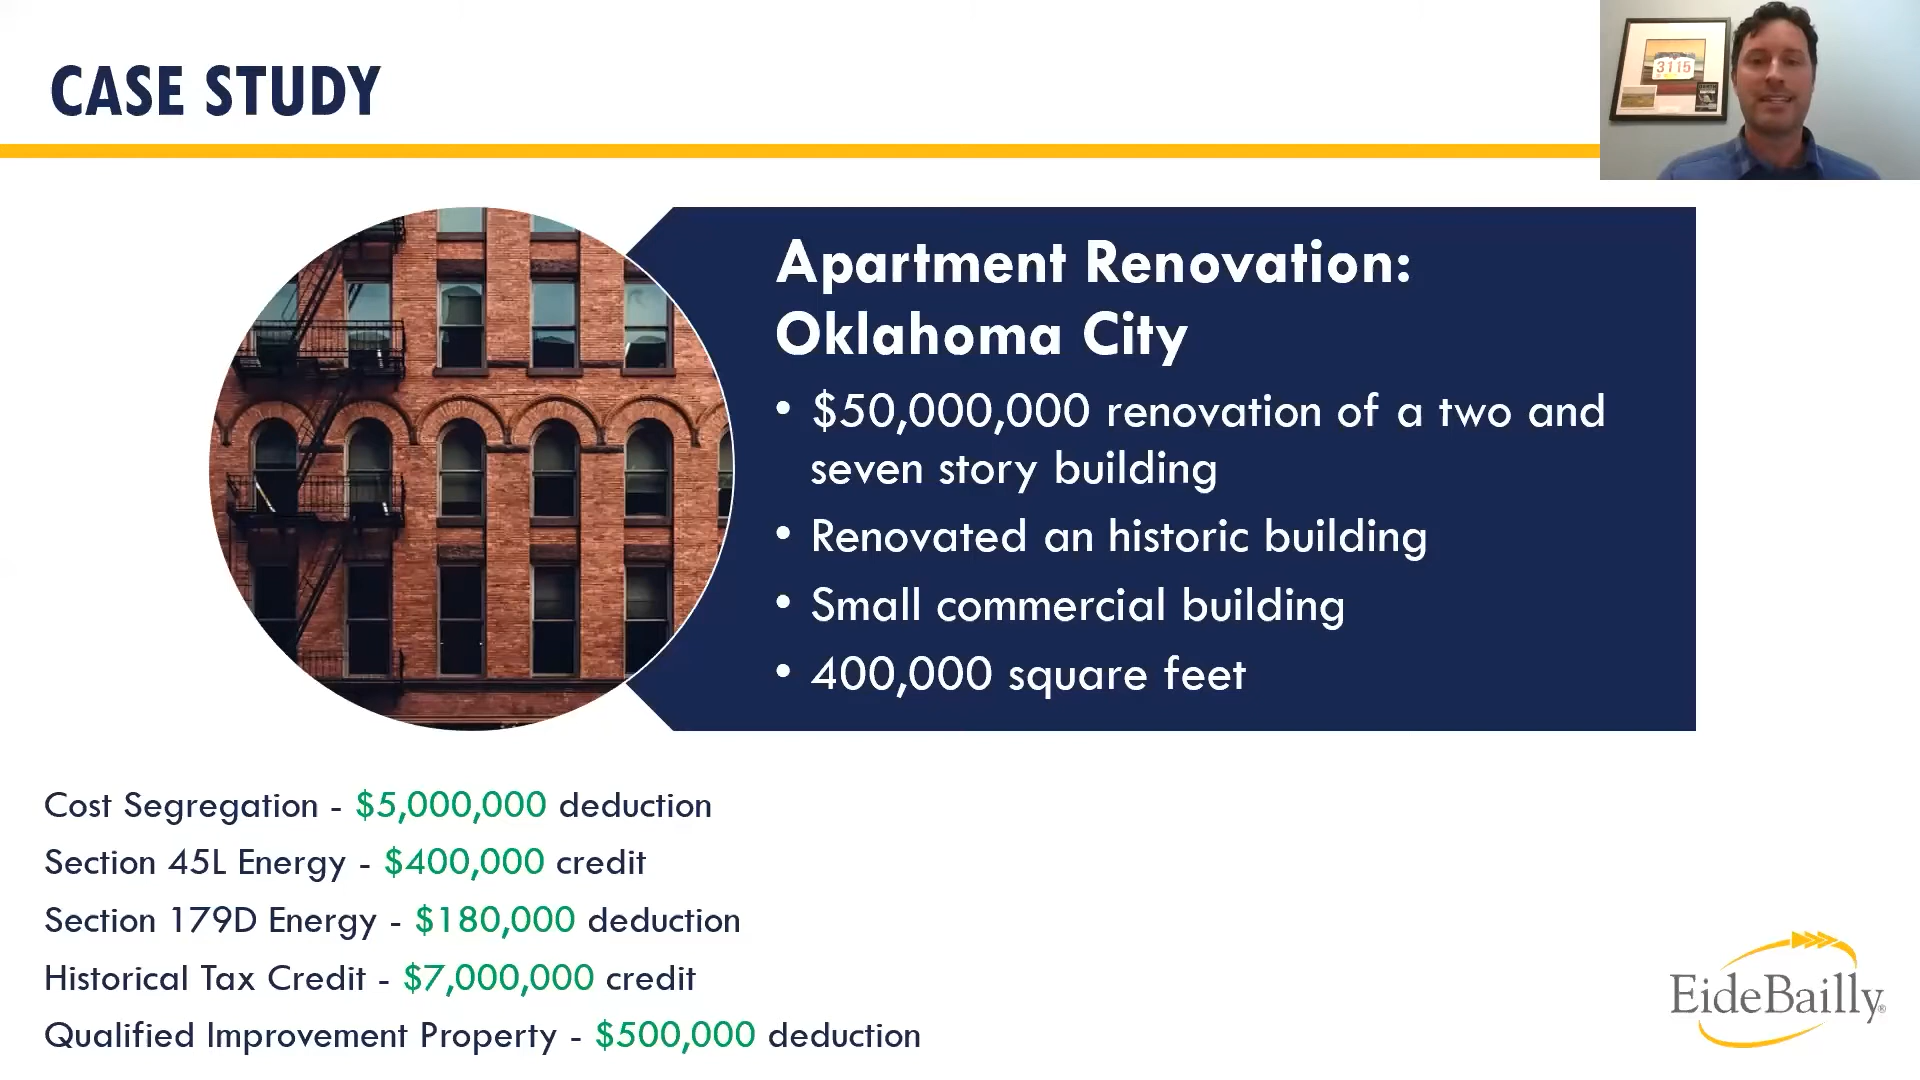 CASE STUDY
3115
Apartment Renovation:
Oklahoma City
• $50,000,000 renovation of a two and
seven story building
• Renovated an historic building
• Small commercial building
• 400,000 square feet
Cost Segregation - $5,000,000 deduction
Section 45L Energy - $400,000 credit
Section 179D Energy - $180,000 deduction
Historical Tax Credit - $7,000,000 credit
Qualified Improvement Property - $500,000 deduction
EideBailly®